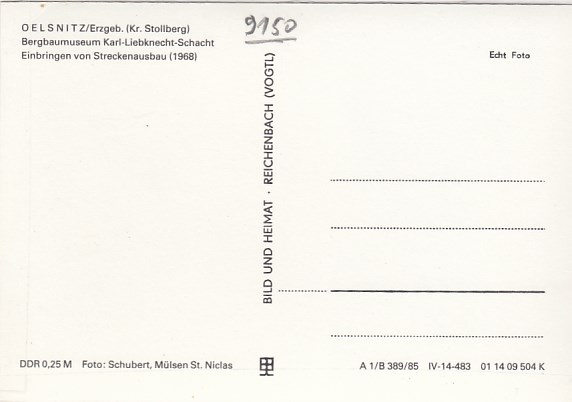 OELSNITZ/Erzgeb. (Kr. Stollberg)
Bergbaumuseum Karl-Liebknecht-Schacht
Einbringen von Streckenausbau (1968)
9150
Echt Foto
BILD UND HEIMAT · REICHENBACH (VOGTL)
DDR 0,25 M Foto: Schubert, Mülsen St. Niclas
A 1/B 389/85 IV-14-483 01 14 09 504 K